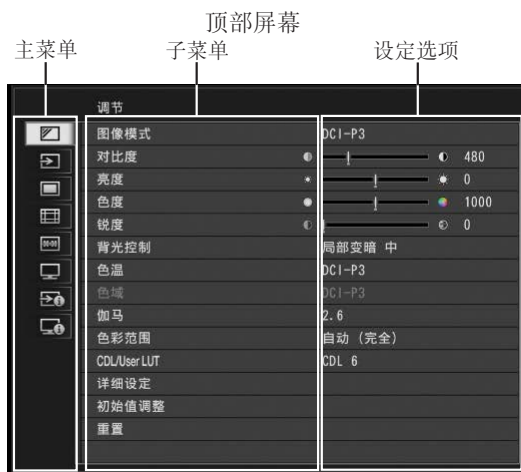 顶部屏幕
主菜单 子菜单 设定选项
调节
图像模式 DCI-P3
对比度 480
亮度 0
色度 1000
锐度 0
背光控制 局部变暗 中
色温 DCI-P3
色域 DCI-P3
伽马 2.6
色彩范围 自动（完全）
CDL/User LUT CDL 6
详细设定
初始值调整
重置
00:00